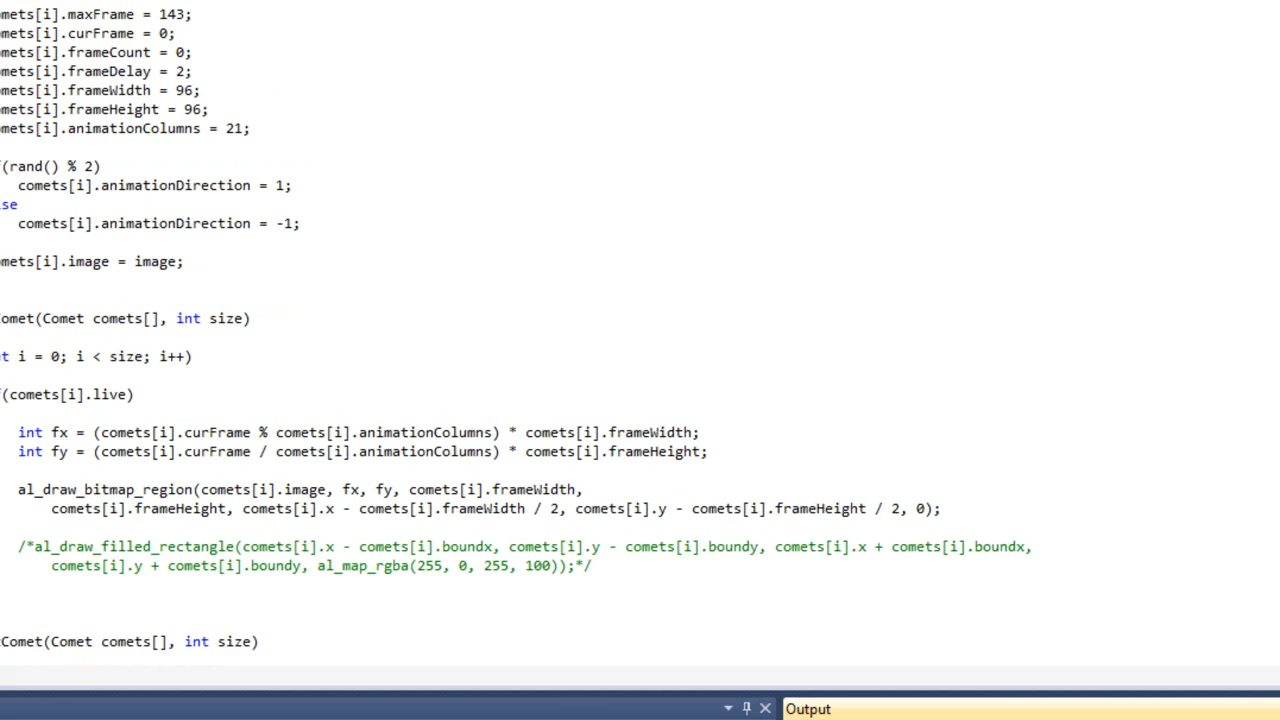 mets[i].maxFrame = 143;
mets[i].curFrame = 0;
mets[i].frameCount = 0;
mets[i].frameDelay = 2;
mets[i].frameWidth = 96;
mets[i].frameHeight = 96;
mets[i].animationColumns = 21;
(rand() % 2)
comets[i].animationDirection = 1;
se
comets[i].animationDirection = -1;
mets[i].image = image;
omet(Comet comets[], int size)
t i = 0; i < size; i++)
(comets[i].live)
int fx = (comets[i].curFrame % comets[i].animationColumns) * comets[i].frameWidth;
int fy = (comets[i].curFrame / comets[i].animationColumns) * comets[i].frameHeight;
al_draw_bitmap_region(comets[i].image, fx, fy, comets[i].frameWidth,
comets[i].frameHeight, comets[i].x - comets[i].frameWidth / 2, comets[i].y - comets[i].frameHeight / 2, 0);
/*al_draw_filled_rectangle(comets[i].x - comets[i].boundx, comets[i].y - comets[i].boundy, comets[i].x + comets[i].boundx,
comets[i].y + comets[i].boundy, al_map_rgba(255, 0, 255, 100));*/
Comet(Comet comets[], int size)
Output